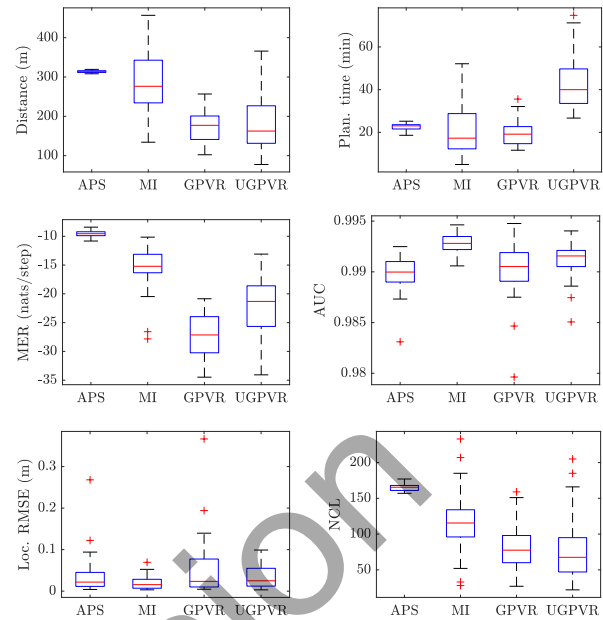 Distance (m)
400
300
200
100
APS MI GPVR UGPVR
Plan. time (min)
60
40
20
APS MI GPVR UGPVR
MER (nats/step)
-10
-15
-20
-25
-30
-35
APS MI GPVR UGPVR
AUC
0.995
0.99
0.985
0.98
APS MI GPVR UGPVR
Loc. RMSE (m)
0.3
0.2
0.1
0
APS MI GPVR UGPVR
NCL
200
150
100
50
APS MI GPVR UGPVR
sion